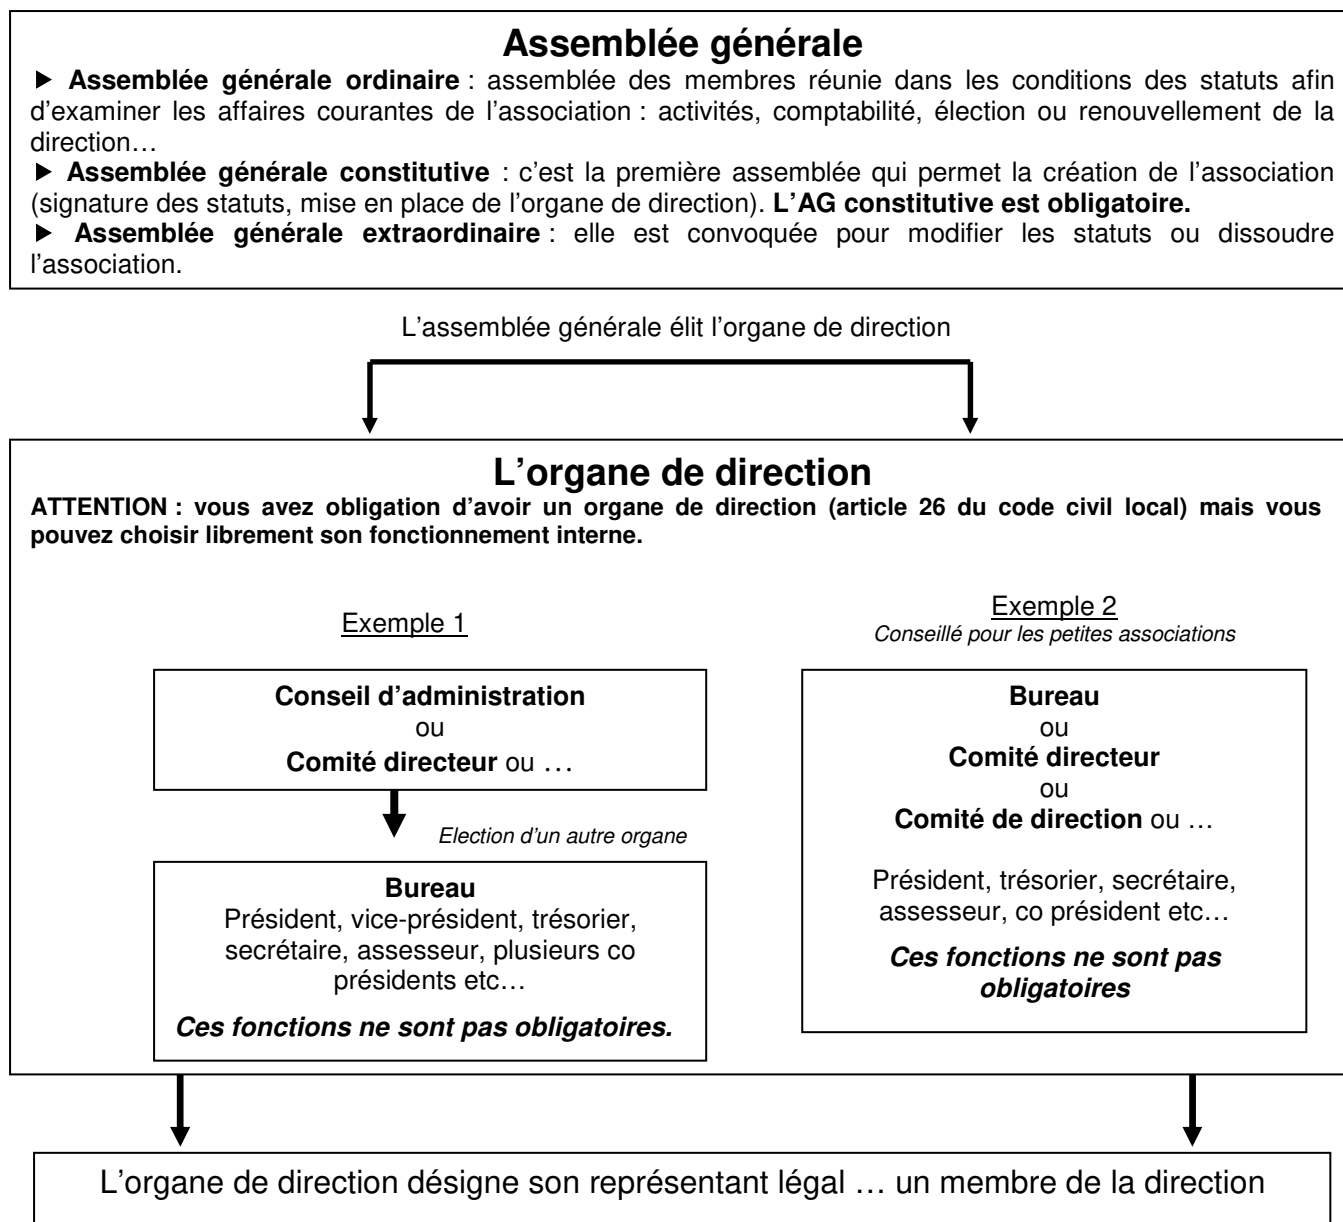 Assemblée générale
► Assemblée générale ordinaire : assemblée des membres réunie dans les conditions des statuts afin
d’examiner les affaires courantes de l’association : activités, comptabilité, élection ou renouvellement de la
direction…
► Assemblée générale constitutive : c’est la première assemblée qui permet la création de l’association
(signature des statuts, mise en place de l’organe de direction). L’AG constitutive est obligatoire.
► Assemblée générale extraordinaire : elle est convoquée pour modifier les statuts ou dissoudre
l’association.
L’assemblée générale élit l’organe de direction
L’organe de direction
ATTENTION : vous avez obligation d’avoir un organe de direction (article 26 du code civil local) mais vous
pouvez choisir librement son fonctionnement interne.
Exemple 1
Conseil d’administration
ou
Comité directeur ou …
Election d’un autre organe
Bureau
Président, vice-président, trésorier,
secrétaire, assesseur, plusieurs co
présidents etc…
Ces fonctions ne sont pas obligatoires.
Exemple 2
Conseillé pour les petites associations
Bureau
ou
Comité directeur
ou
Comité de direction ou …
Président, trésorier, secrétaire,
assesseur, co président etc…
Ces fonctions ne sont pas
obligatoires
L’organe de direction désigne son représentant légal … un membre de la direction